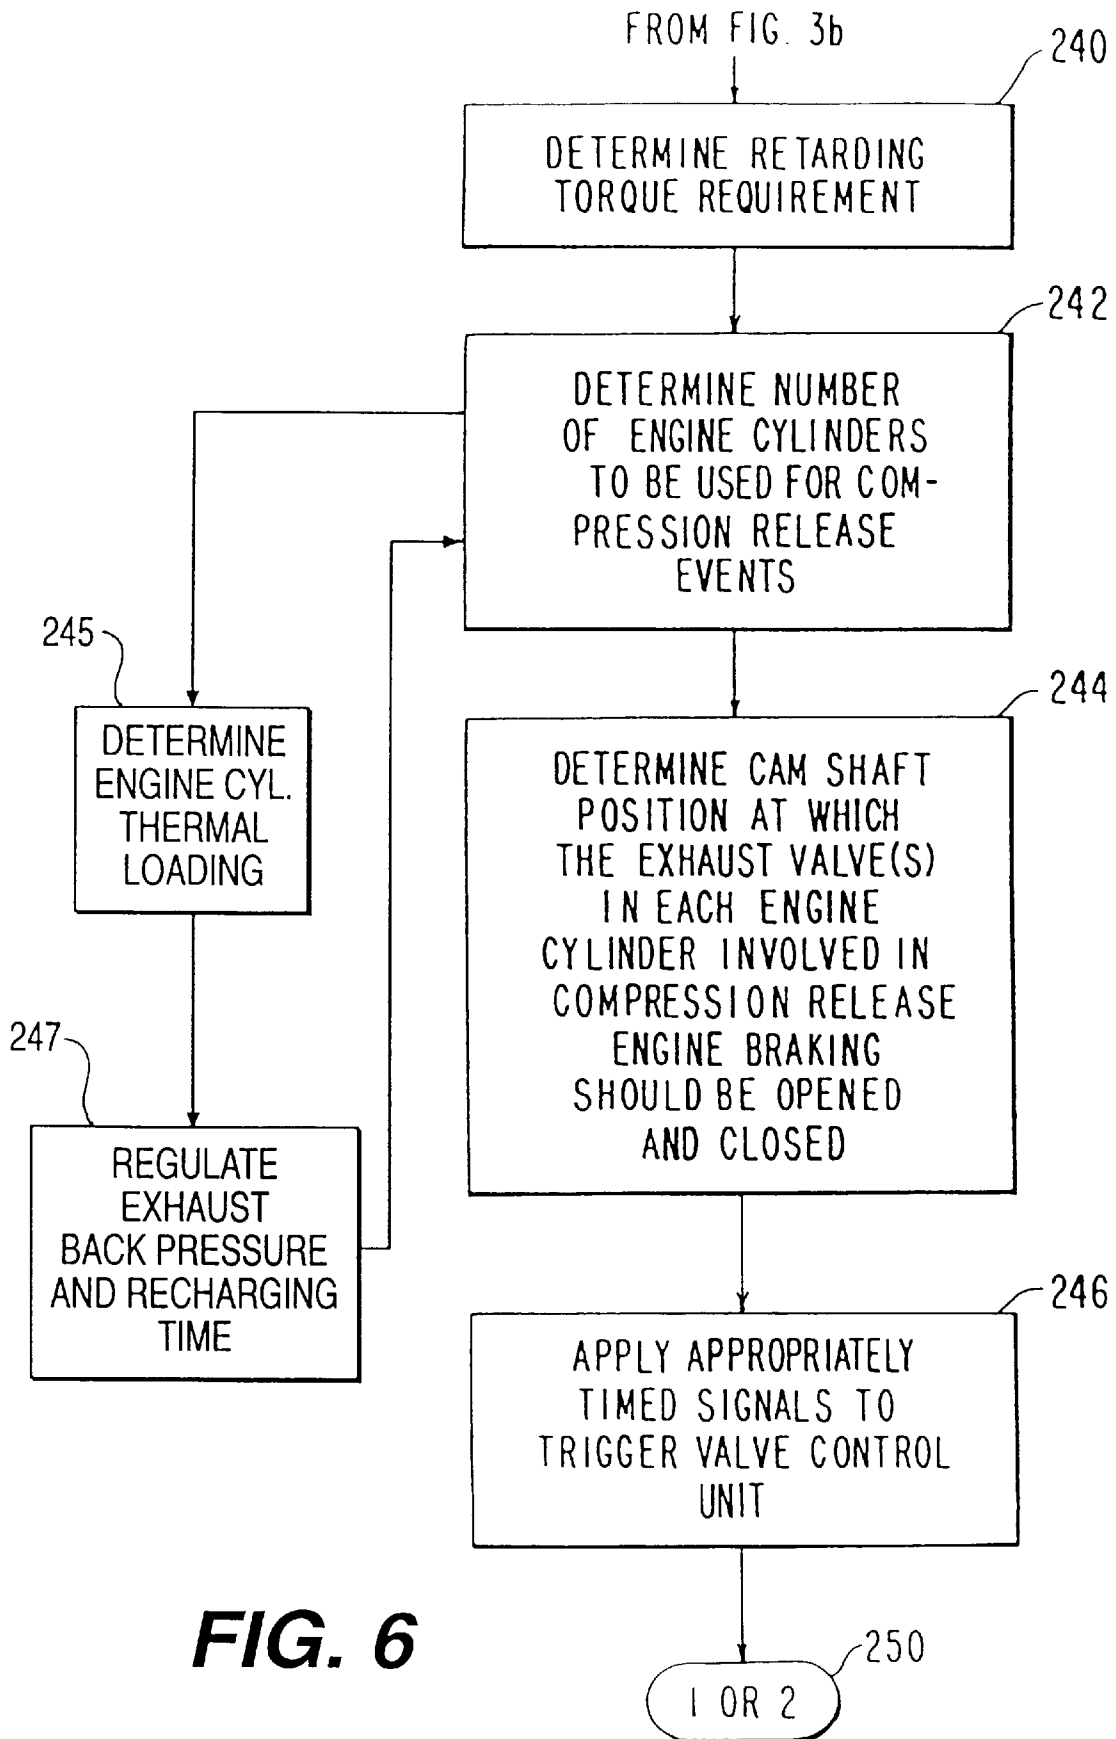 FROM FIG. 3b
240
DETERMINE RETARDING
TORQUE REQUIREMENT
242
DETERMINE NUMBER
OF ENGINE CYLINDERS
TO BE USED FOR COM-
PRESSION RELEASE
EVENTS
245
DETERMINE
ENGINE CYL.
THERMAL
LOADING
244
DETERMINE CAM SHAFT
POSITION AT WHICH
THE EXHAUST VALVE(S)
IN EACH ENGINE
CYLINDER INVOLVED IN
COMPRESSION RELEASE
ENGINE BRAKING
SHOULD BE OPENED
AND CLOSED
247
REGULATE
EXHAUST
BACK PRESSURE
AND RECHARGING
TIME
246
APPLY APPROPRIATELY
TIMED SIGNALS TO
TRIGGER VALVE CONTROL
UNIT
250
1 OR 2
FIG. 6